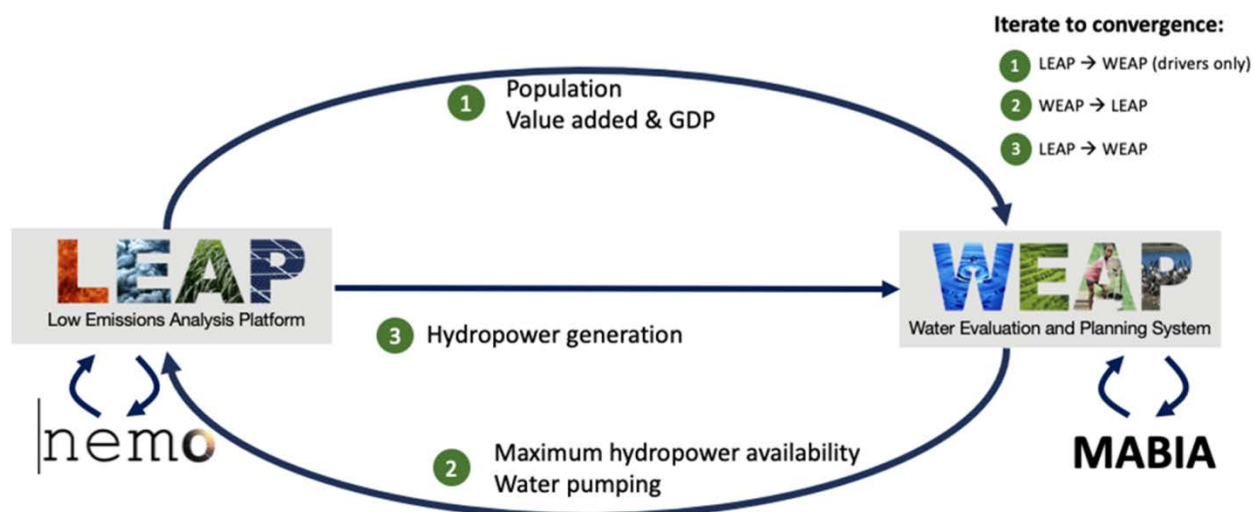 Iterate to convergence:
1 LEAP → WEAP (drivers only)
2 WEAP → LEAP
3 LEAP → WEAP
1 Population
Value added & GDP
LEAP
Low Emissions Analysis Platform
WEAP
Water Evaluation and Planning System
3 Hydropower generation
nemo
MABIA
2 Maximum hydropower availability
Water pumping